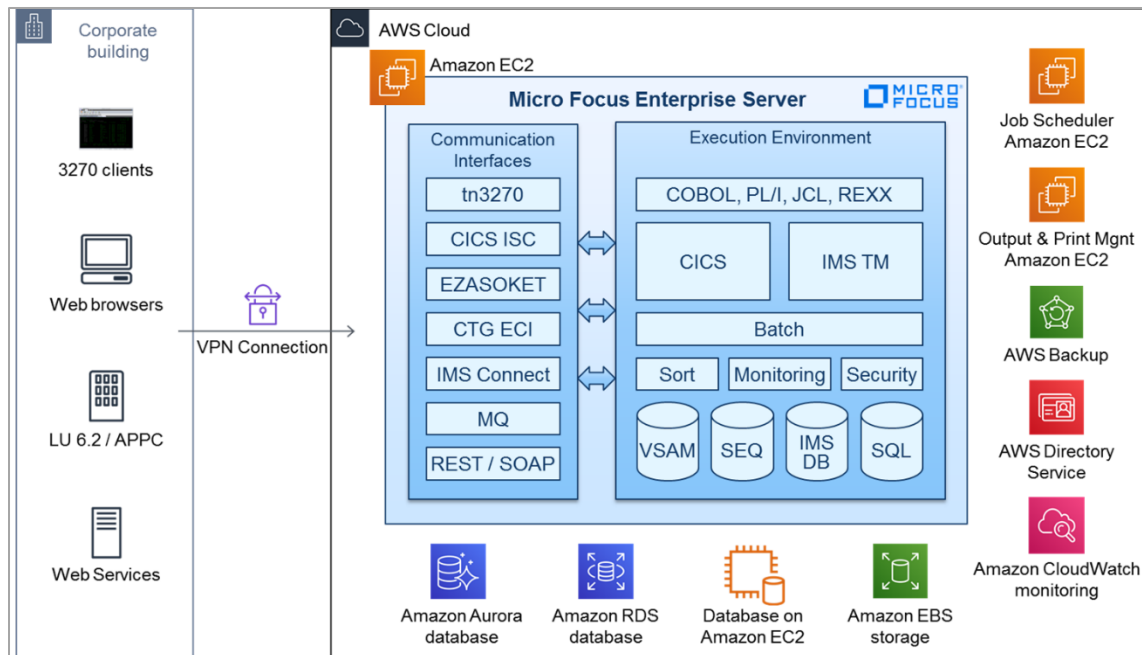 Corporate
building
3270 clients
Web browsers
LU 6.2 / APPC
Web Services
VPN Connection
AWS Cloud
Amazon EC2
Micro Focus Enterprise Server
MICRO
FOCUS
Communication
Interfaces
tn3270
CICS ISC
EZASOKET
CTG ECI
IMS Connect
MQ
REST / SOAP
Execution Environment
COBOL, PL/I, JCL, REXX
CICS
IMS TM
Batch
Sort
Monitoring
Security
VSAM
SEQ
IMS
DB
SQL
Amazon Aurora
database
Amazon RDS
database
Database on
Amazon EC2
Amazon EBS
storage
Job Scheduler
Amazon EC2
Output & Print Mgnt
Amazon EC2
AWS Backup
AWS Directory
Service
Amazon CloudWatch
monitoring